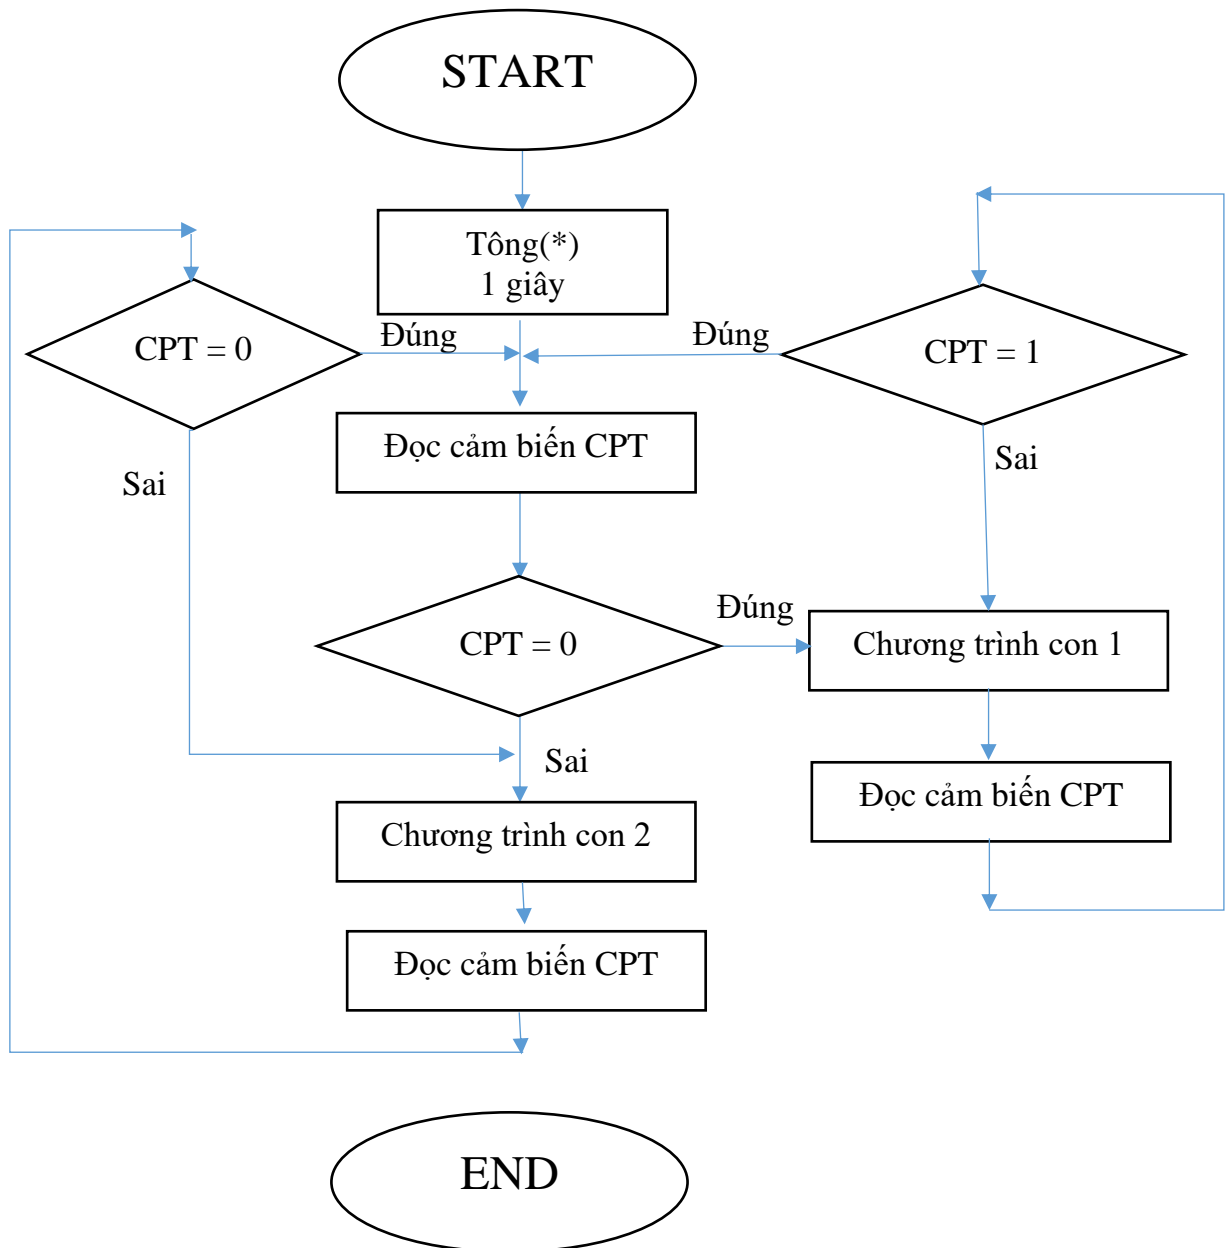 START
Tông(*)
1 giây
CPT = 0
Đúng
Đúng
CPT = 1
Đọc cảm biến CPT
Sai
Sai
CPT = 0
Đúng
Chương trình con 1
Sai
Đọc cảm biến CPT
Chương trình con 2
Đọc cảm biến CPT
END